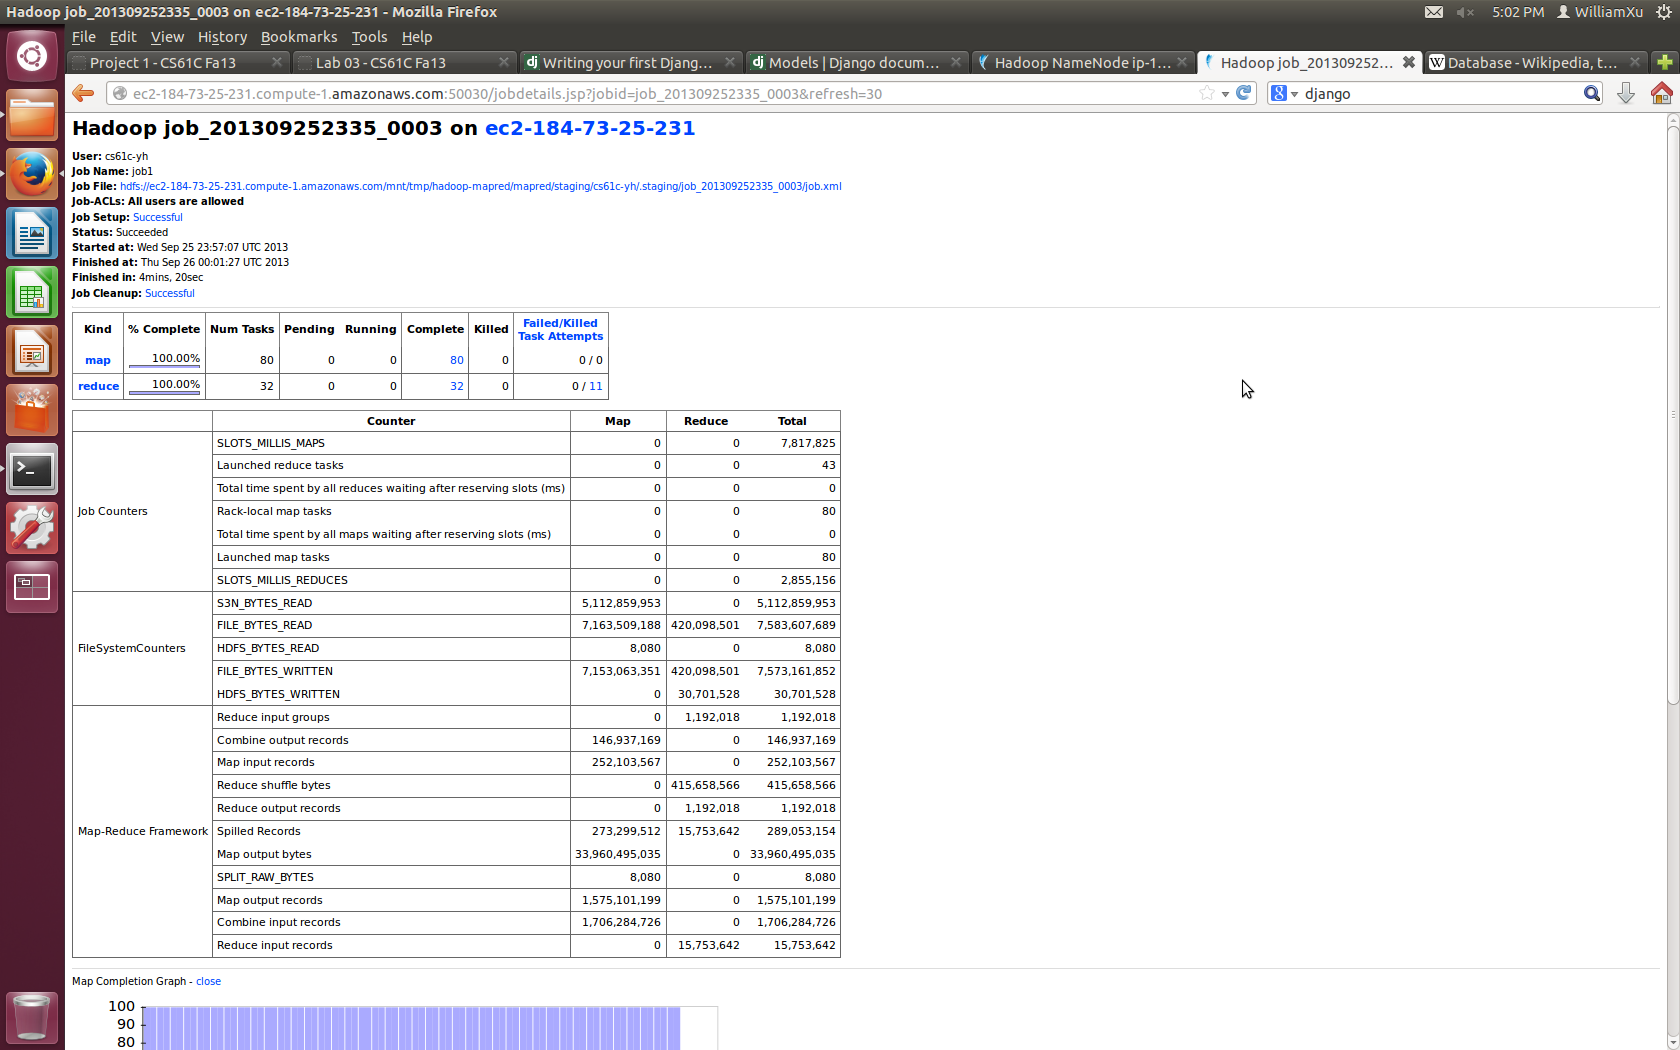 Hadoop job_201309252335_0003 on ec2-184-73-25-231 - Mozilla Firefox
5:02 PM WilliamXu
File Edit View History Bookmarks Tools Help
Project 1 - CS61C Fa13
Lab 03 - CS61C Fa13
dj Writing your first Djang...
dj Models | Django docum...
Hadoop NameNode ip-1...
Hadoop job_201309252...
W Database - Wikipedia, t...
ec2-184-73-25-231.compute-1.amazonaws.com:50030/jobdetails.jsp?jobid=job_201309252335_0003&refresh=30
8 django
Hadoop job_201309252335_0003 on ec2-184-73-25-231
User: cs61c-yh
Job Name: job1
Job File: hdfs://ec2-184-73-25-231.compute-1.amazonaws.com/mnt/tmp/hadoop-mapred/mapred/staging/cs61c-yh/.staging/job_201309252335_0003/job.xml
Job-ACLs: All users are allowed
Job Setup: Successful
Status: Succeeded
Started at: Wed Sep 25 23:57:07 UTC 2013
Finished at: Thu Sep 26 00:01:27 UTC 2013
Finished in: 4mins, 20sec
Job Cleanup: Successful
Kind % Complete Num Tasks Pending Running Complete Killed Failed/Killed
Task Attempts
map 100.00% 80 0 0 80 0 0 / 0
reduce 100.00% 32 0 0 32 0 0 / 11
Counter Map Reduce Total
Job Counters
SLOTS_MILLIS_MAPS 0 0 7,817,825
Launched reduce tasks 0 0 43
Total time spent by all reduces waiting after reserving slots (ms) 0 0 0
Rack-local map tasks 0 0 80
Total time spent by all maps waiting after reserving slots (ms) 0 0 0
Launched map tasks 0 0 80
SLOTS_MILLIS_REDUCES 0 0 2,855,156
FileSystemCounters
S3N_BYTES_READ 5,112,859,953 0 5,112,859,953
FILE_BYTES_READ 7,163,509,188 420,098,501 7,583,607,689
HDFS_BYTES_READ 8,080 0 8,080
FILE_BYTES_WRITTEN 7,153,063,351 420,098,501 7,573,161,852
HDFS_BYTES_WRITTEN 0 30,701,528 30,701,528
Map-Reduce Framework
Reduce input groups 0 1,192,018 1,192,018
Combine output records 146,937,169 0 146,937,169
Map input records 252,103,567 0 252,103,567
Reduce shuffle bytes 0 415,658,566 415,658,566
Reduce output records 0 1,192,018 1,192,018
Spilled Records 273,299,512 15,753,642 289,053,154
Map output bytes 33,960,495,035 0 33,960,495,035
SPLIT_RAW_BYTES 8,080 0 8,080
Map output records 1,575,101,199 0 1,575,101,199
Combine input records 1,706,284,726 0 1,706,284,726
Reduce input records 0 15,753,642 15,753,642
Map Completion Graph - close
100
90
80